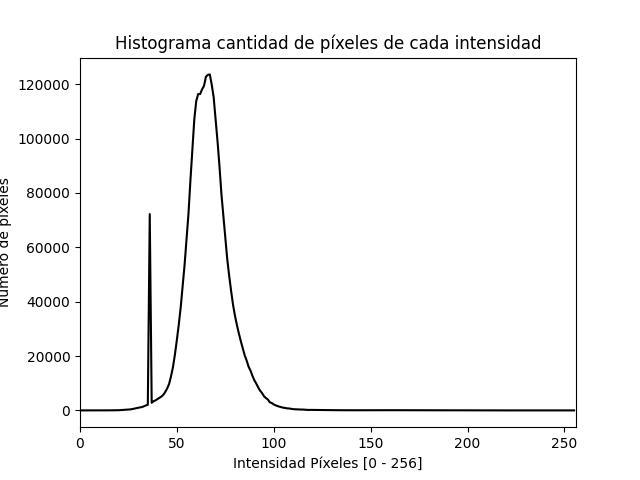 Histograma cantidad de píxeles de cada intensidad
120000
100000
80000
60000
40000
20000
0
Número de píxeles
0 50 100 150 200 250
Intensidad Píxeles [0 - 256]